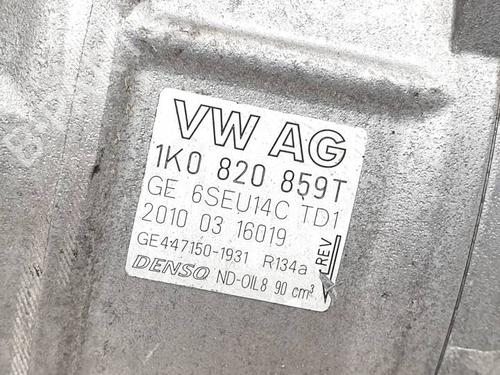 VW AG
1K0 820 859T
GE 6SEU14C TD1
2010 03 16019
GE447150-1931 R134a
REV
DENSO ND-OIL8 90 cm³